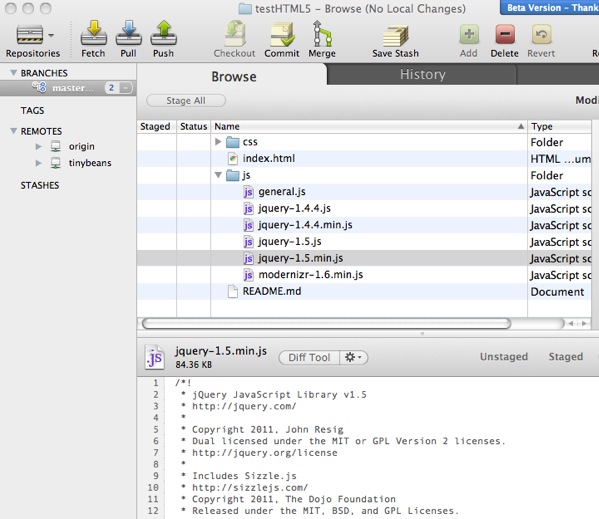 testHTML5 – Browse (No Local Changes)
Beta Version – Thank
Repositories Fetch Pull Push Checkout Commit Merge Save Stash Add Delete Revert
BRANCHES
master... 2
TAGS
REMOTES
origin
tinybeans
STASHES
Browse History
Stage All
Modi
Staged Status Name Type
css Folder
index.html HTML ...um
js Folder
general.js JavaScript sc
jquery-1.4.4.js JavaScript sc
jquery-1.4.4.min.js JavaScript sc
jquery-1.5.js JavaScript sc
jquery-1.5.min.js JavaScript sc
modernizr-1.6.min.js JavaScript sc
README.md Document
.js
jquery-1.5.min.js
84.36 KB
Diff Tool
Unstaged Staged
1 /*!
2 * jQuery JavaScript Library v1.5
3 * http://jquery.com/
4 *
5 * Copyright 2011, John Resig
6 * Dual licensed under the MIT or GPL Version 2 licenses.
7 * http://jquery.org/license
8 *
9 * Includes Sizzle.js
10 * http://sizzlejs.com/
11 * Copyright 2011, The Dojo Foundation
12 * Released under the MIT, BSD, and GPL Licenses.